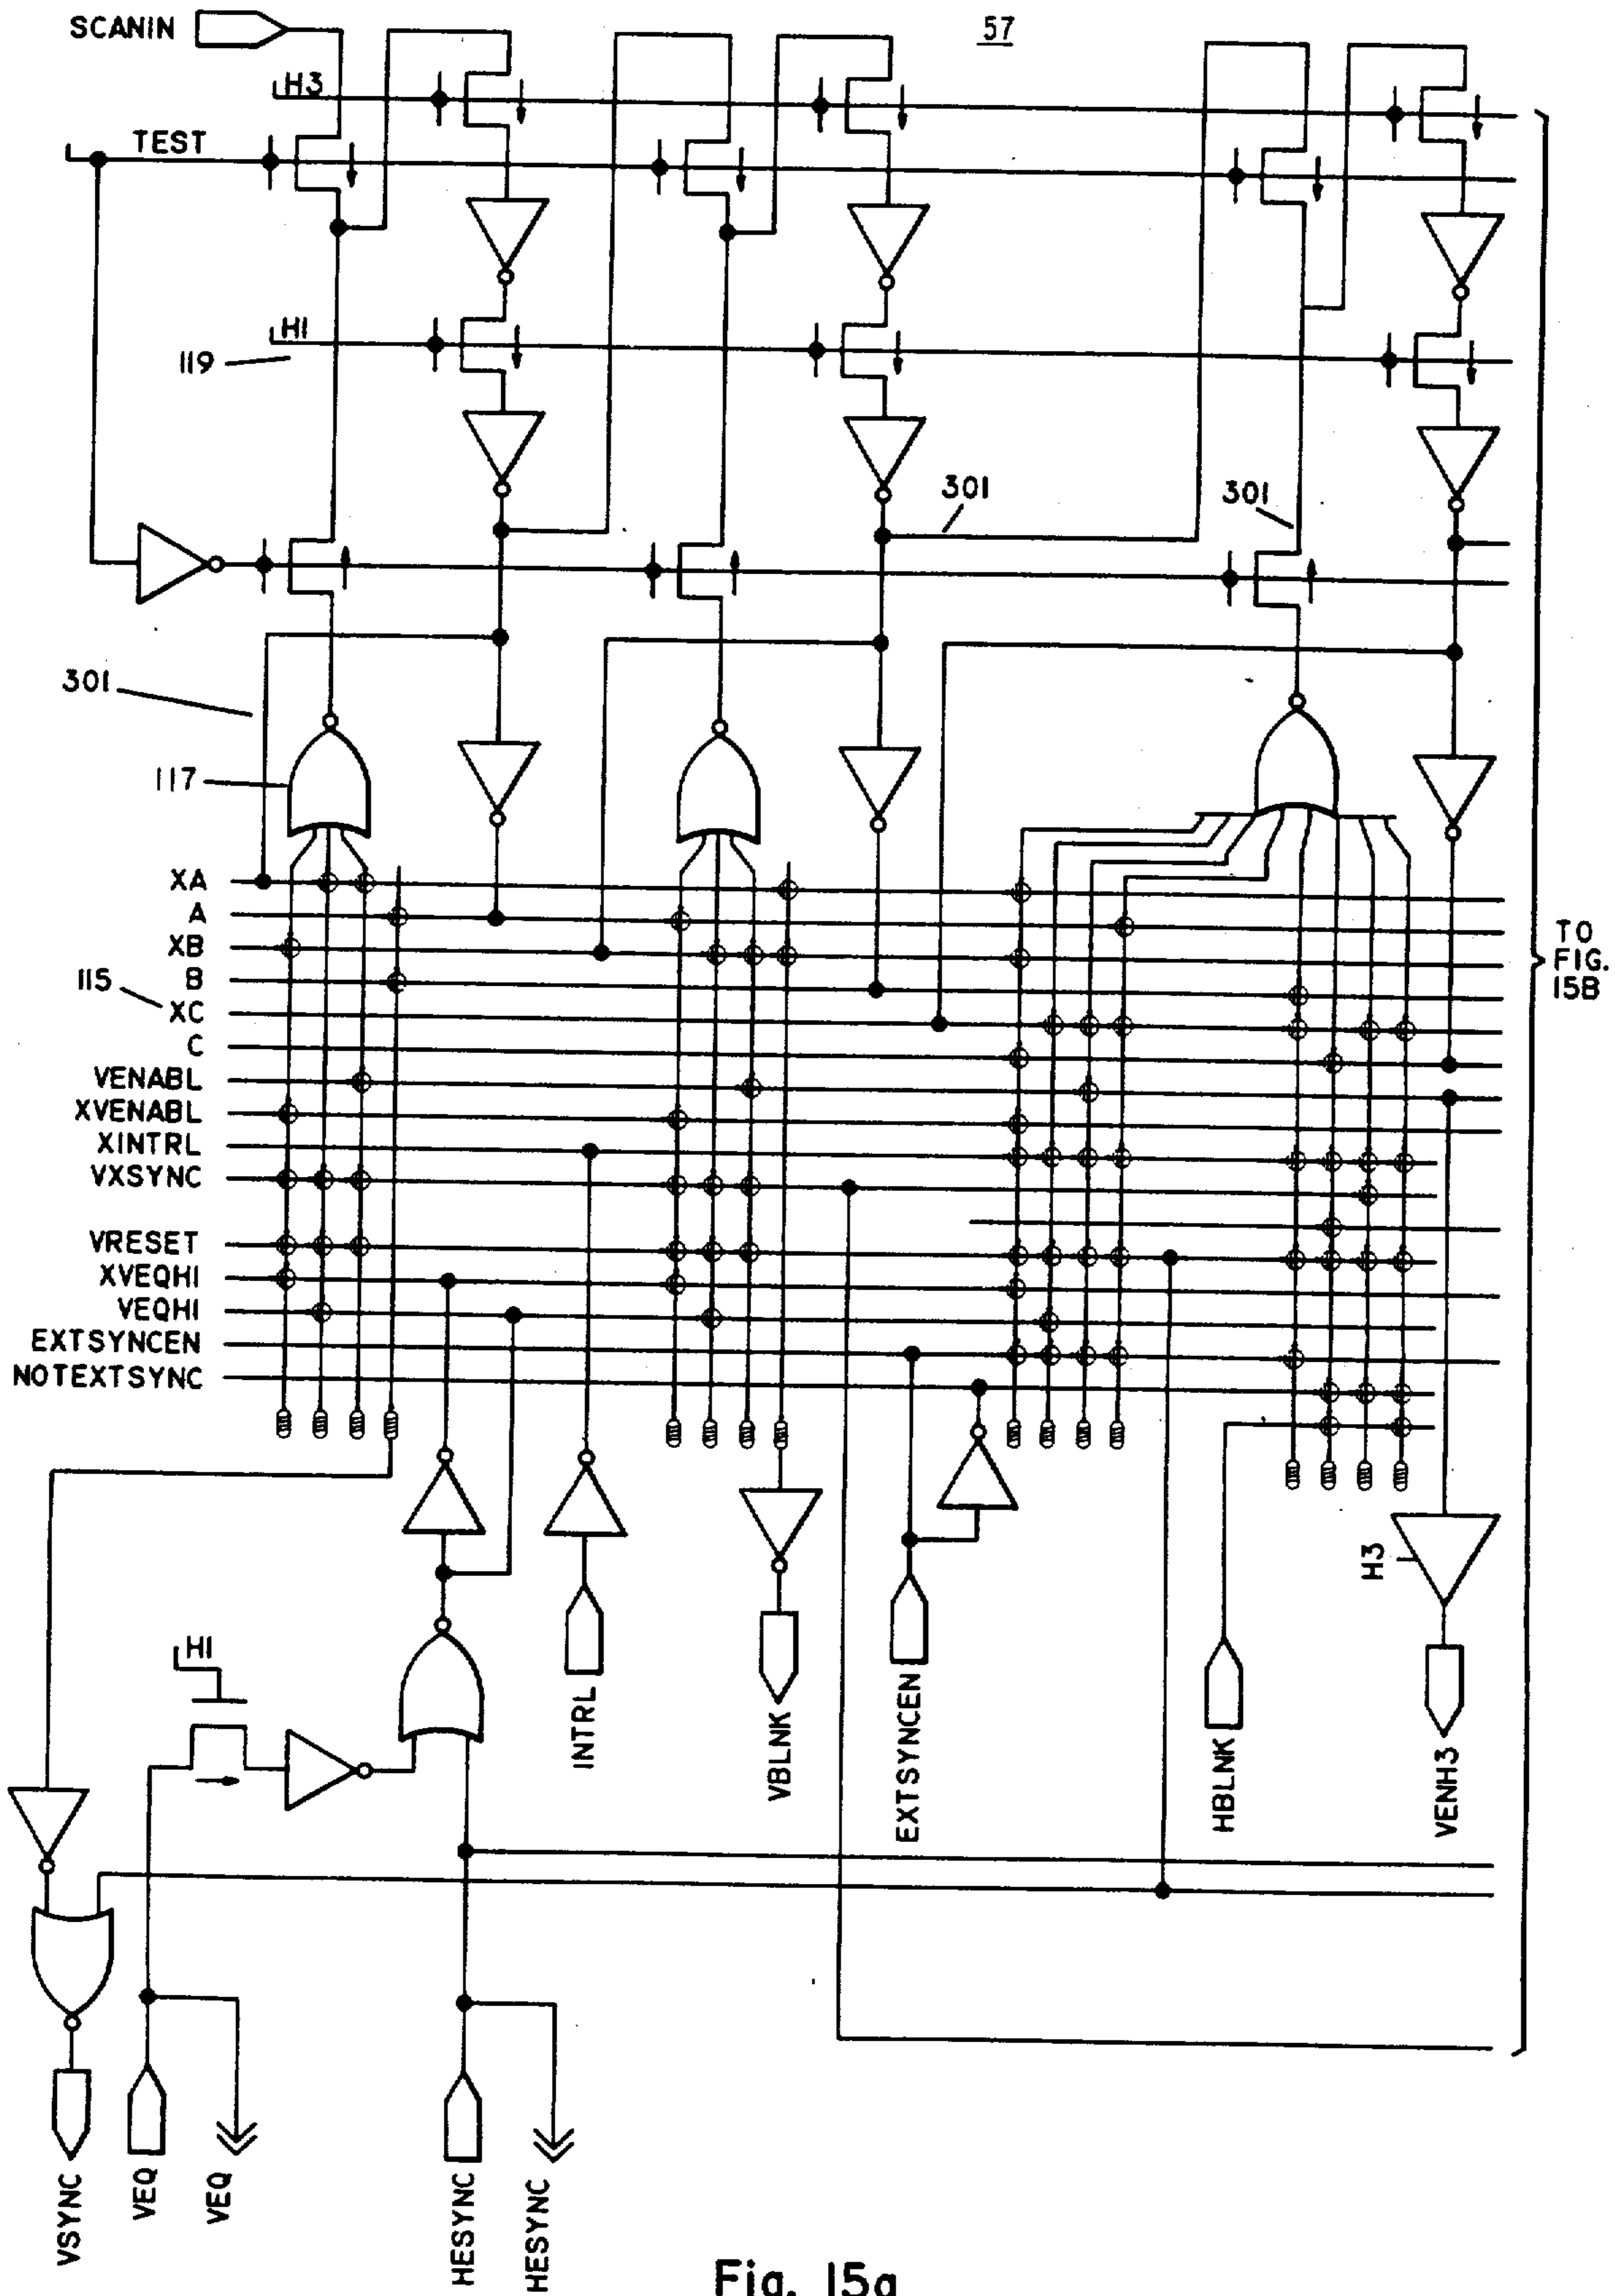 57
SCANIN
H3
TEST
H1
119
301
301
301
117
XA
A
XB
B
115
XC
C
VENABL
XVENABL
XINTRL
VXSYNC
VRESET
XVEQHI
VEQHI
EXTSYNCEN
NOTEXTSYNC
TO
FIG.
15B
H3
H1
INTRL
VBLNK
EXTSYNCEN
HBLNK
VENH3
VSYNC
VEQ
VEQ
HESYNC
HESYNC
Fig. 15a